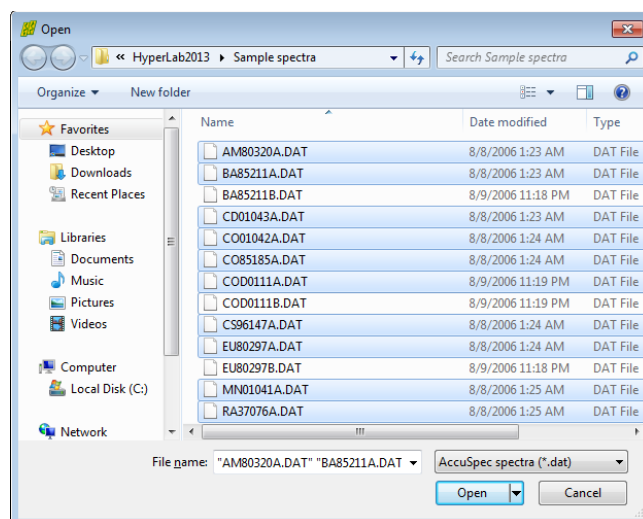 Open
« HyperLab2013 ▸ Sample spectra
Search Sample spectra
Organize
New folder
Favorites
Desktop
Downloads
Recent Places
Libraries
Documents
Music
Pictures
Videos
Computer
Local Disk (C:)
Network
Name Date modified Type
AM80320A.DAT 8/8/2006 1:23 AM DAT File
BA85211A.DAT 8/8/2006 1:23 AM DAT File
BA85211B.DAT 8/9/2006 11:18 PM DAT File
CD01043A.DAT 8/8/2006 1:23 AM DAT File
CO01042A.DAT 8/8/2006 1:24 AM DAT File
CO85185A.DAT 8/8/2006 1:24 AM DAT File
COD0111A.DAT 8/9/2006 11:19 PM DAT File
COD0111B.DAT 8/9/2006 11:19 PM DAT File
CS96147A.DAT 8/8/2006 1:24 AM DAT File
EU80297A.DAT 8/8/2006 1:24 AM DAT File
EU80297B.DAT 8/9/2006 11:18 PM DAT File
MN01041A.DAT 8/8/2006 1:25 AM DAT File
RA37076A.DAT 8/8/2006 1:25 AM DAT File
File name: "AM80320A.DAT" "BA85211A.DAT
AccuSpec spectra (*.dat)
Open
Cancel